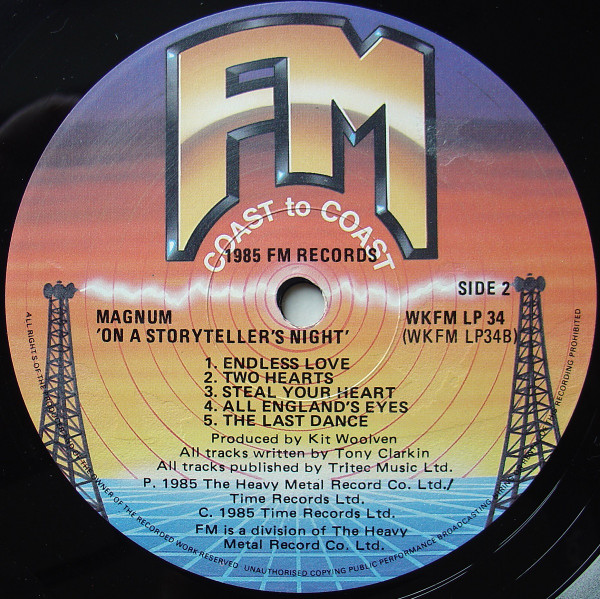 FM
COAST to COAST
1985 FM RECORDS
SIDE 2
MAGNUM
'ON A STORYTELLER'S NIGHT'
WKFM LP 34
(WKFM LP34B)
1. ENDLESS LOVE
2. TWO HEARTS
3. STEAL YOUR HEART
4. ALL ENGLAND'S EYES
5. THE LAST DANCE
Produced by Kit Woolven
All tracks written by Tony Clarkin
All tracks published by Tritec Music Ltd.
P. 1985 The Heavy Metal Record Co. Ltd./
Time Records Ltd.
C. 1985 Time Records Ltd.
FM is a division of The Heavy
Metal Record Co. Ltd.
ALL RIGHTS OF THE OWNER OF THE RECORDED WORK RESERVED UNAUTHORISED COPYING PUBLIC PERFORMANCE BROADCASTING RECORDING PROHIBITED